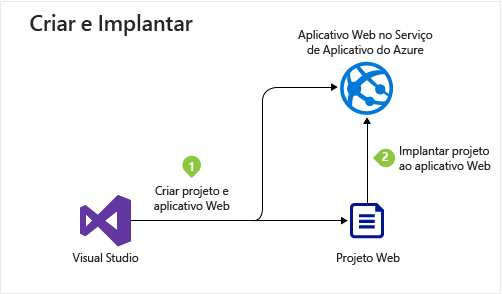 Criar e Implantar
Aplicativo Web no Serviço
de Aplicativo do Azure
1
Criar projeto e
aplicativo Web
2
Implantar projeto
ao aplicativo Web
Visual Studio
Projeto Web